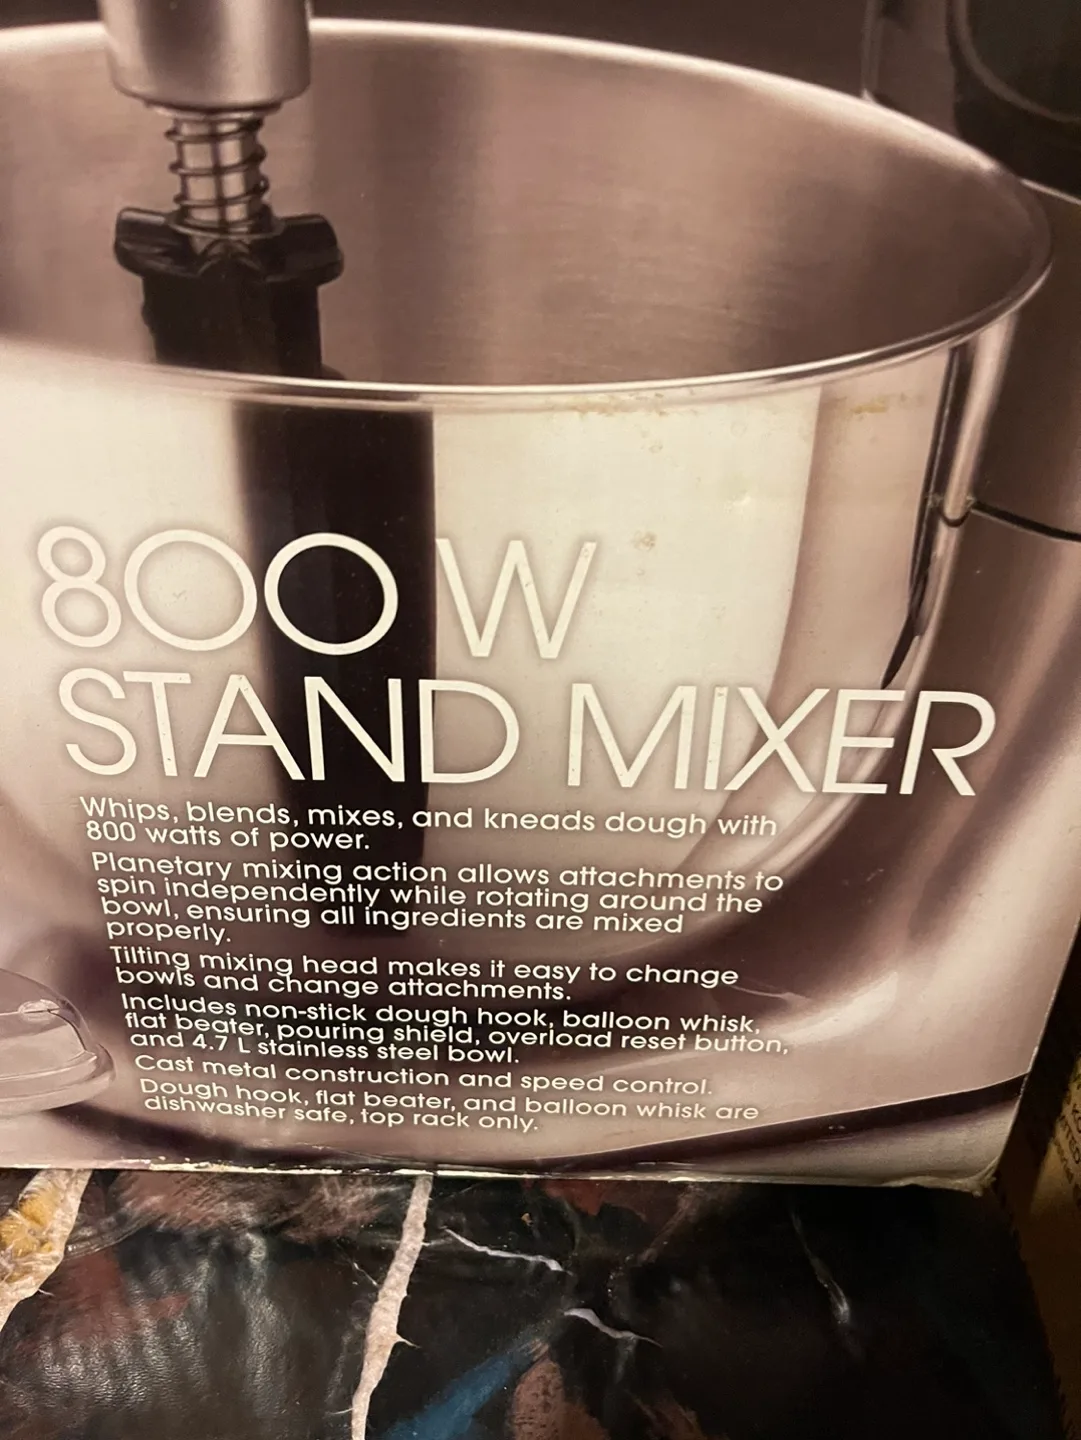 800 W
STAND MIXER
Whips, blends, mixes, and kneads dough with
800 watts of power.
Planetary mixing action allows attachments to
spin independently while rotating around the
bowl, ensuring all ingredients are mixed
properly.
Tilting mixing head makes it easy to change
bowls and change attachments.
Includes non-stick dough hook, balloon whisk,
flat beater, pouring shield, overload reset button,
and 4.7 L stainless steel bowl.
Cast metal construction and speed control.
Dough hook, flat beater, and balloon whisk are
dishwasher safe, top rack only.